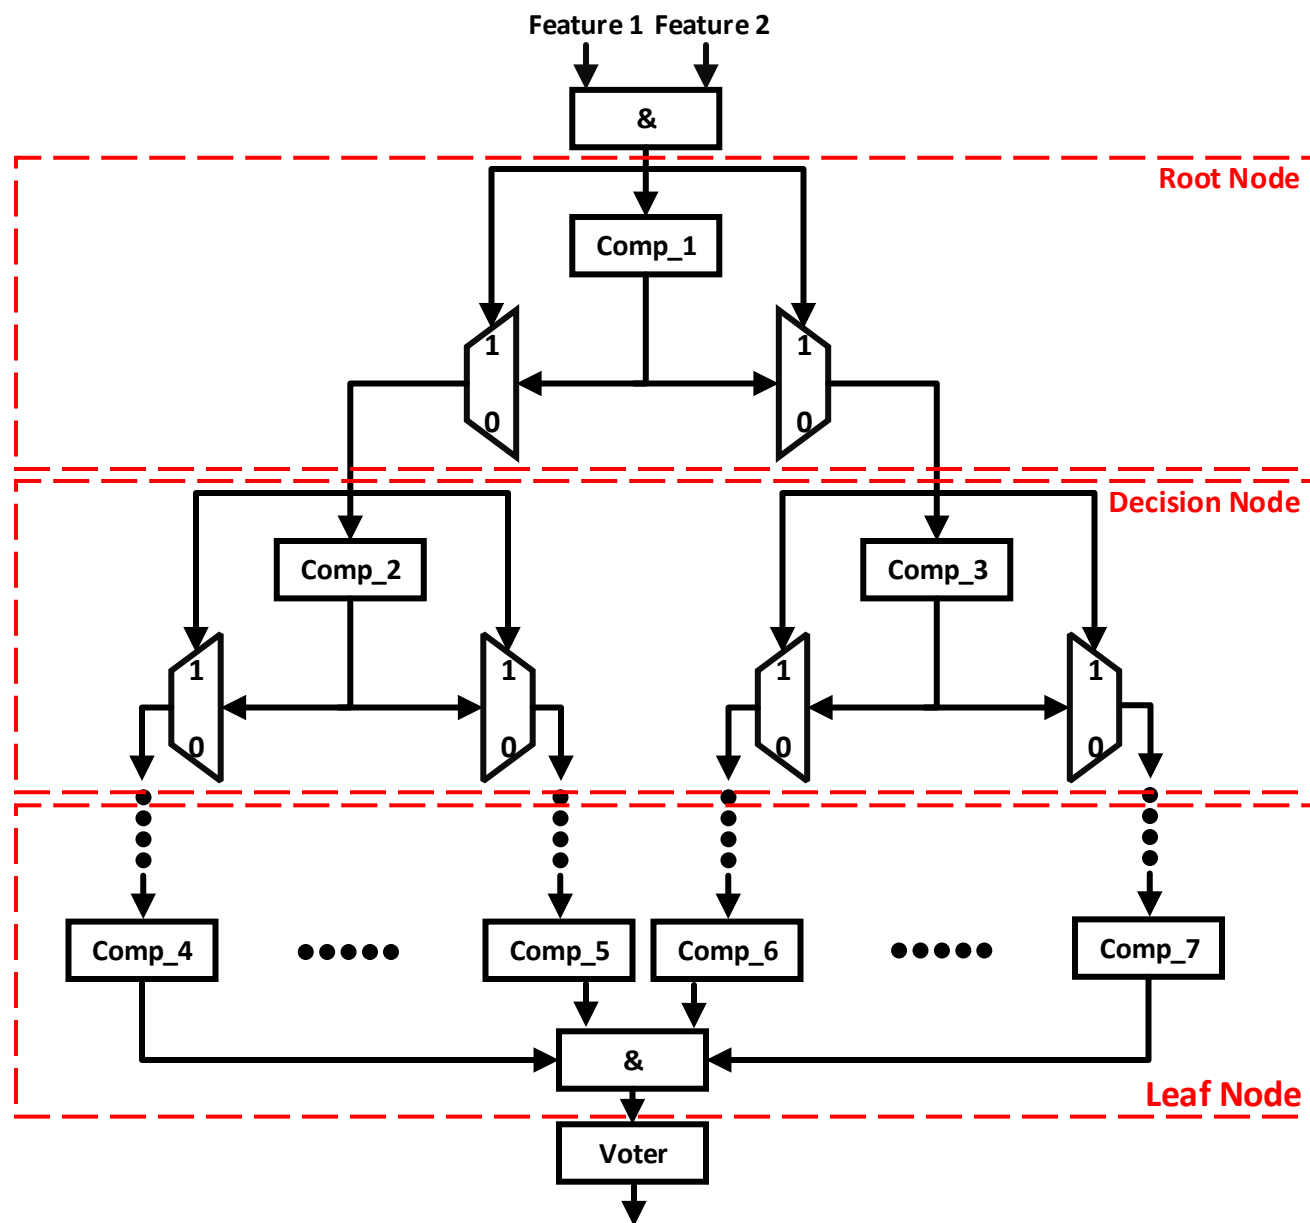 Feature 1 Feature 2
&
Root Node
Comp_1
1 1
0 0
Decision Node
Comp_2 Comp_3
1 1 1 1
0 0 0 0
Comp_4 Comp_5 Comp_6 Comp_7
&
Leaf Node
Voter